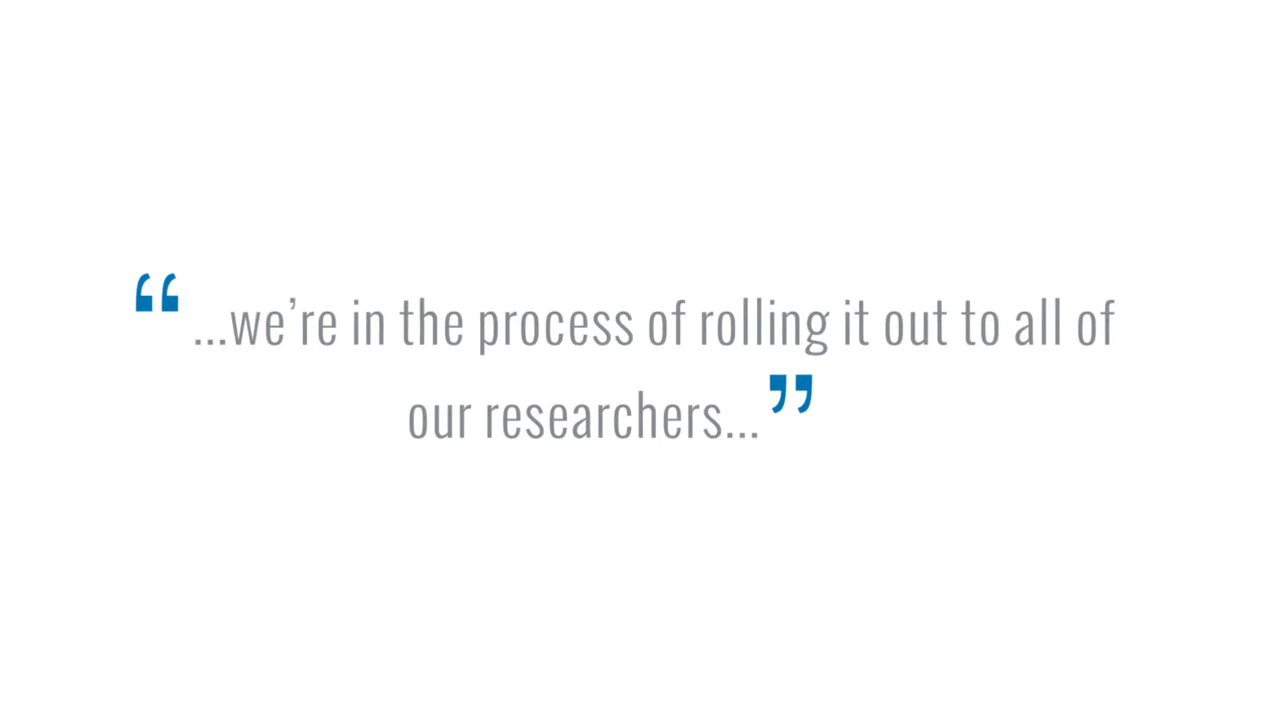 “...we’re in the process of rolling it out to all of
our researchers...”